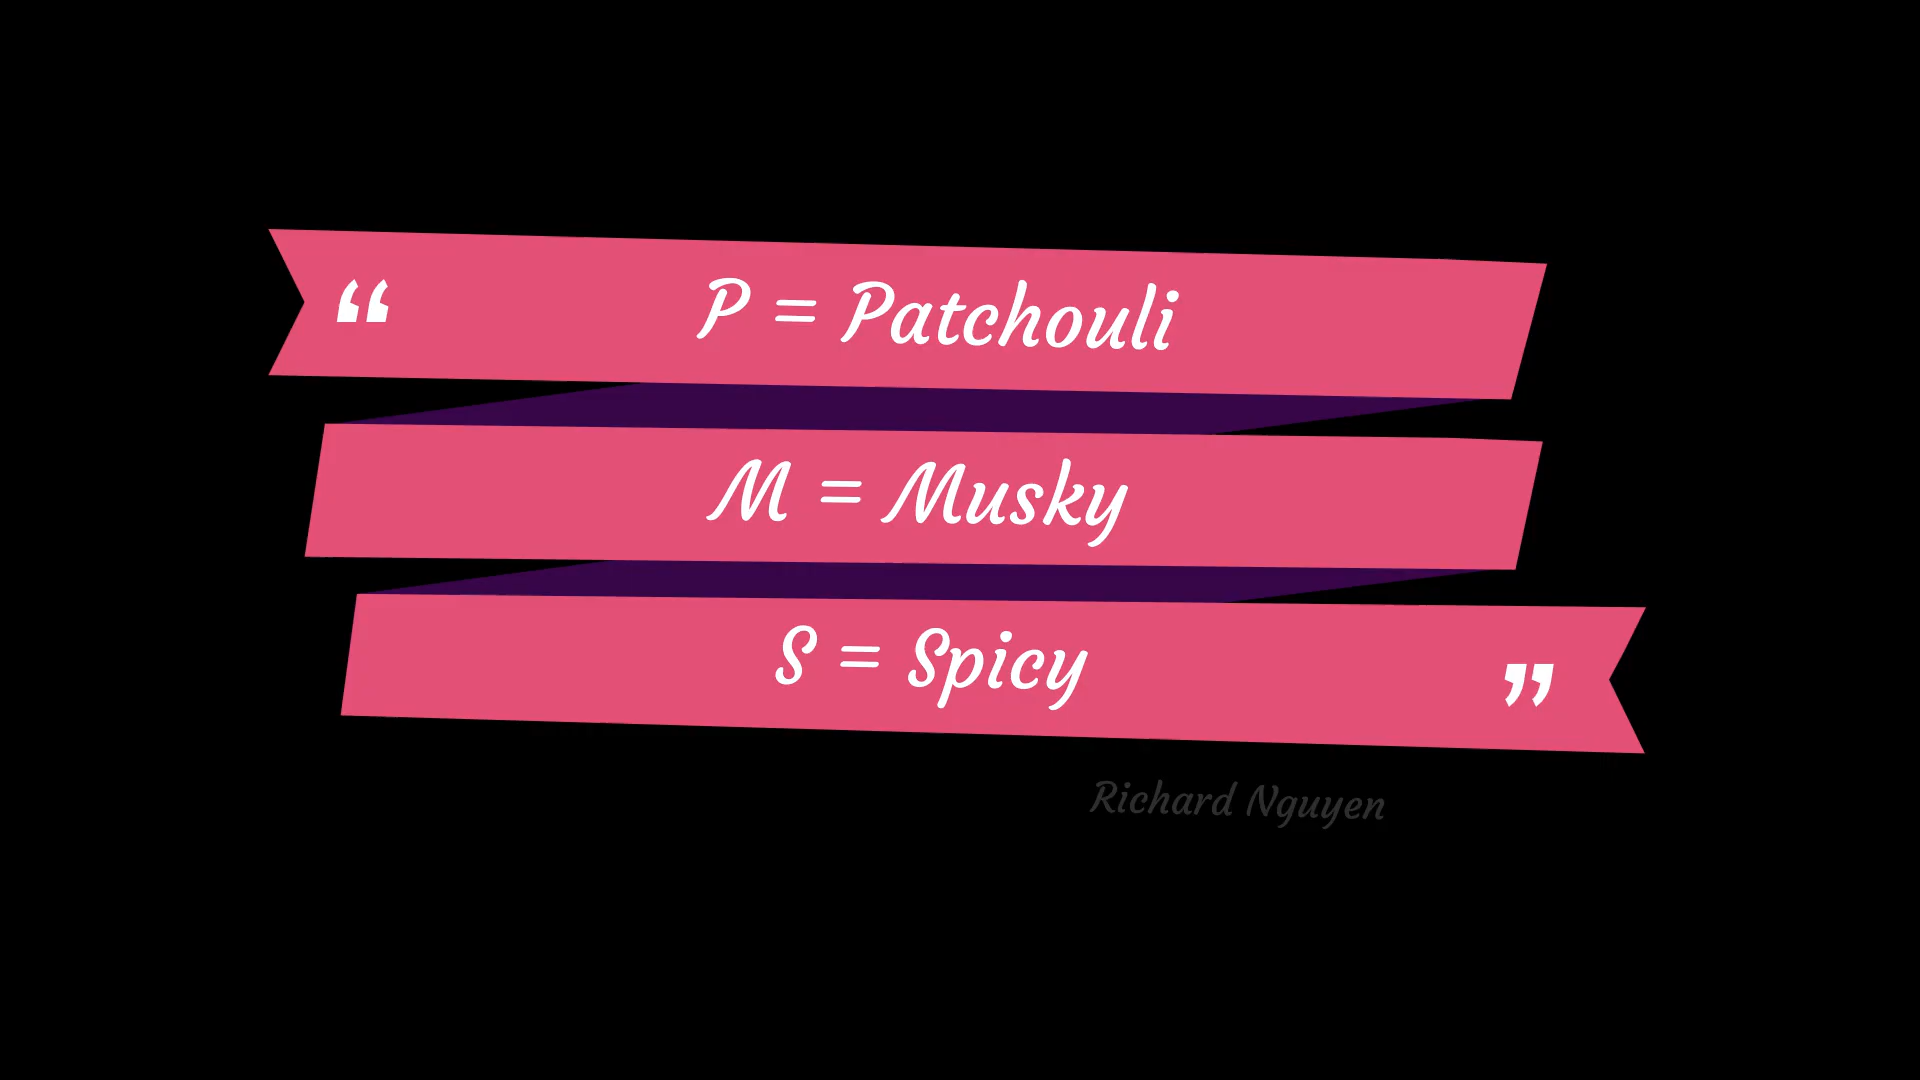 “ P = Patchouli
M = Musky
S = Spicy ”
Richard Nguyen